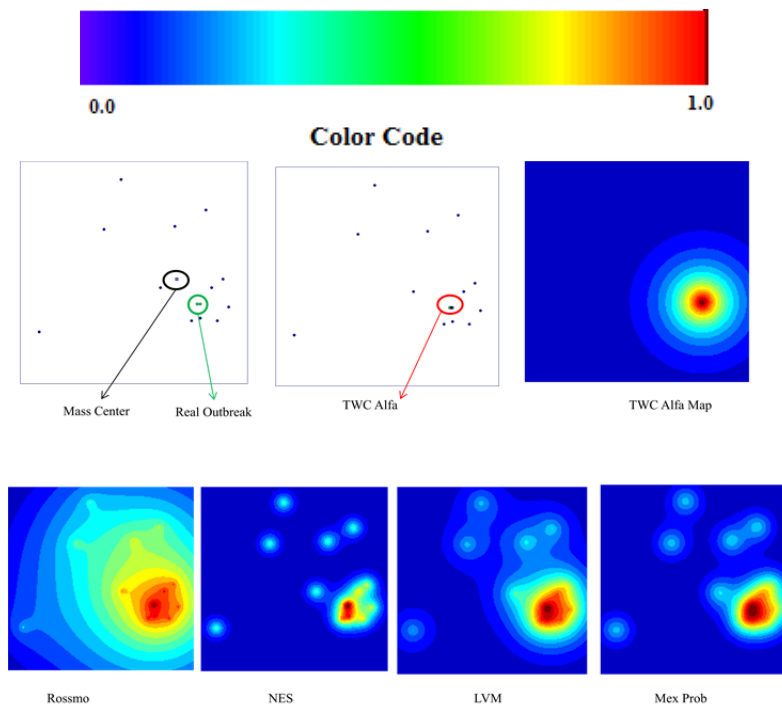 0.0
1.0
Color Code
Mass Center
Real Outbreak
TWC Alfa
TWC Alfa Map
Rossmo
NES
LVM
Mex Prob